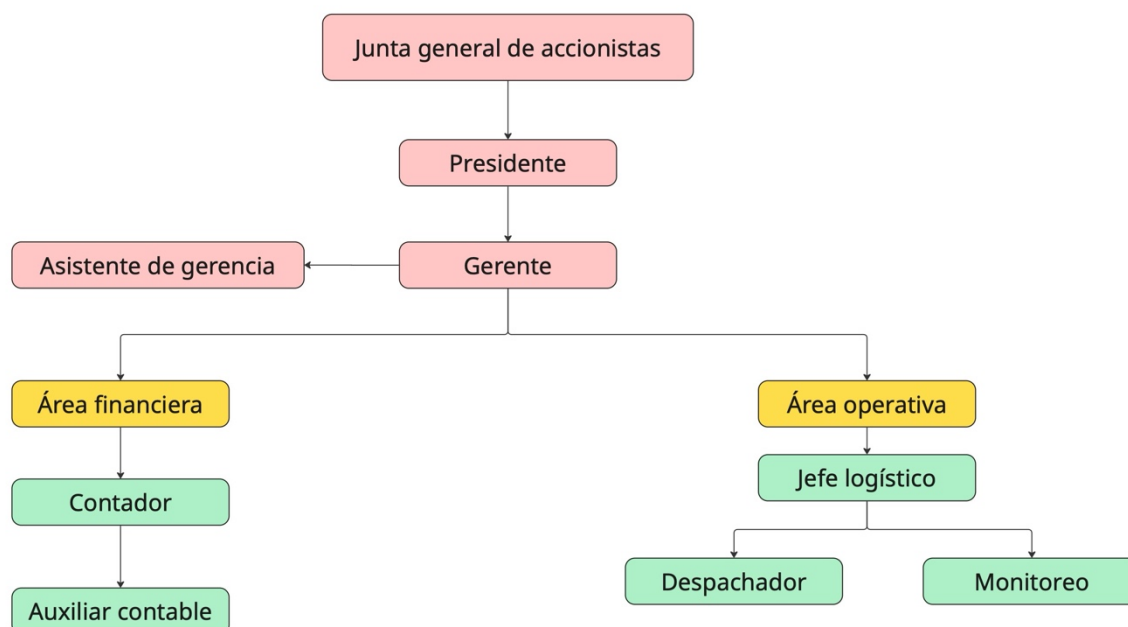 Junta general de accionistas
Presidente
Asistente de gerencia
Gerente
Área financiera
Área operativa
Contador
Jefe logístico
Auxiliar contable
Despachador
Monitoreo